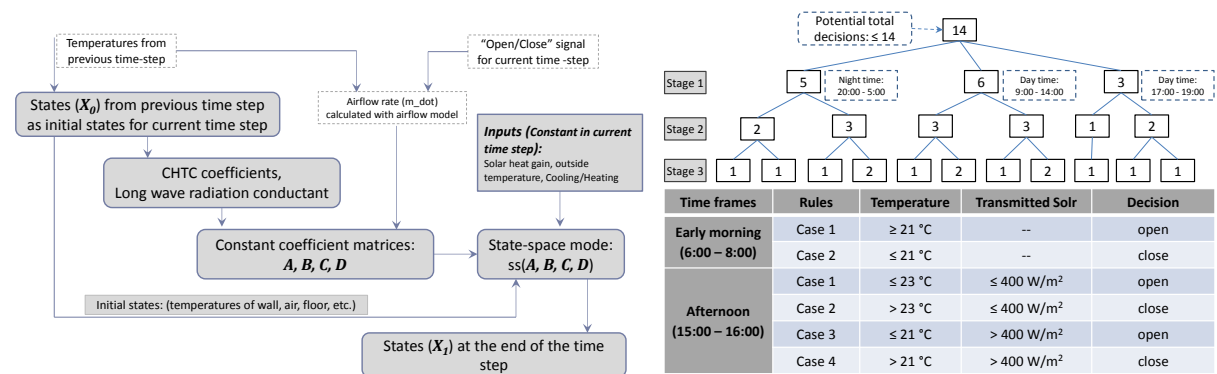 Temperatures from
previous time-step
"Open/Close" signal
for current time -step
States (X0) from previous time step
as initial states for current time step
Airflow rate (m_dot)
calculated with airflow model
Inputs (Constant in current
time step):
Solar heat gain, outside
temperature, Cooling/Heating
CHTC coefficients,
Long wave radiation conductant
Constant coefficient matrices:
A, B, C, D
State-space mode:
ss(A, B, C, D)
Initial states: (temperatures of wall, air, floor, etc.)
States (X1) at the end of the time
step
Potential total
decisions: ≤ 14
14
Stage 1
5
Night time:
20:00 - 5:00
6
Day time:
9:00 - 14:00
3
Day time:
17:00 - 19:00
Stage 2
2 3 3 3 1 2
Stage 3
1 1 1 2 1 2 1 2 1 1 1
Time frames Rules Temperature Transmitted Solr Decision
Early morning
(6:00 – 8:00)
Case 1 ≥ 21 °C -- open
Case 2 ≤ 21 °C -- close
Afternoon
(15:00 – 16:00)
Case 1 ≤ 23 °C ≤ 400 W/m² open
Case 2 > 23 °C ≤ 400 W/m² close
Case 3 ≤ 21 °C > 400 W/m² open
Case 4 > 21 °C > 400 W/m² close